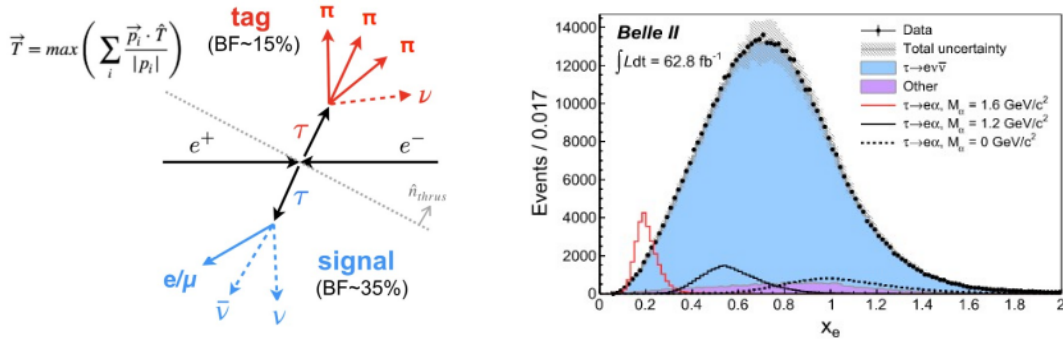 tag
(BF~15%)
π
π
π
ν
T⃗ = max ( ∑ᵢ p⃗ᵢ · T̂ / |pᵢ| )
τ
e⁺
e⁻
τ
n̂thrus
e/μ
ν̄
ν
signal
(BF~35%)
Belle II
∫ Ldt = 62.8 fb⁻¹
Data
Total uncertainty
τ→eνν̄
Other
τ→eα, Mα = 1.6 GeV/c²
τ→eα, Mα = 1.2 GeV/c²
τ→eα, Mα = 0 GeV/c²
Events / 0.017
14000
12000
10000
8000
6000
4000
2000
0
0 0.2 0.4 0.6 0.8 1 1.2 1.4 1.6 1.8 2
xₑ